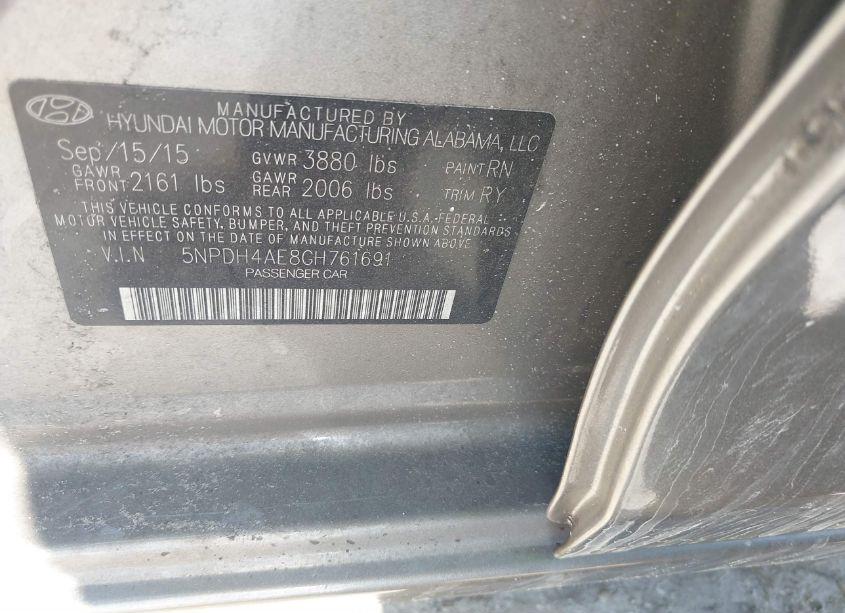 MANUFACTURED BY
HYUNDAI MOTOR MANUFACTURING ALABAMA, LLC
Sep/15/15 GVWR 3880 lbs PAINT RN
GAWR FRONT 2161 lbs GAWR REAR 2006 lbs TRIM RY
THIS VEHICLE CONFORMS TO ALL APPLICABLE U.S.A-FEDERAL
MOTOR VEHICLE SAFETY, BUMPER, AND THEFT PREVENTION STANDARDS
IN EFFECT ON THE DATE OF MANUFACTURE SHOWN ABOVE
V.I.N 5NPDH4AE8GH761691
PASSENGER CAR